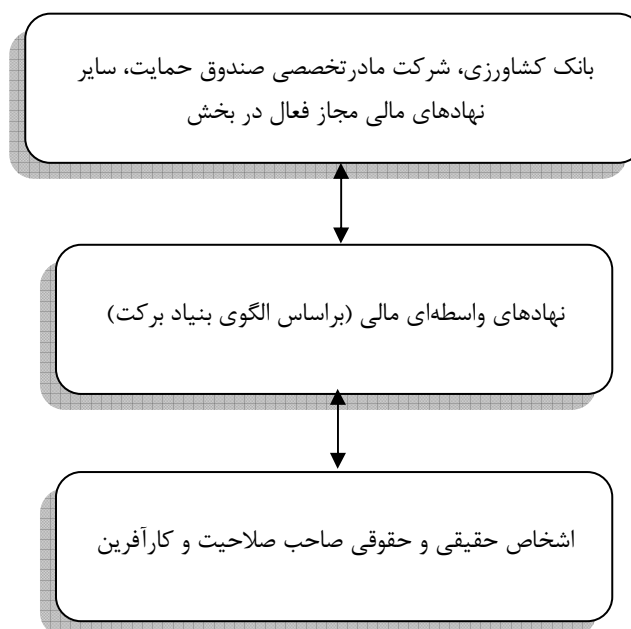 بانک کشاورزی، شرکت مادرتخصصی صندوق حمایت، سایر
نهادهای مالی مجاز فعال در بخش
نهادهای واسطه‌ای مالی (براساس الگوی بنیاد برکت)
اشخاص حقیقی و حقوقی صاحب صلاحیت و کارآفرین